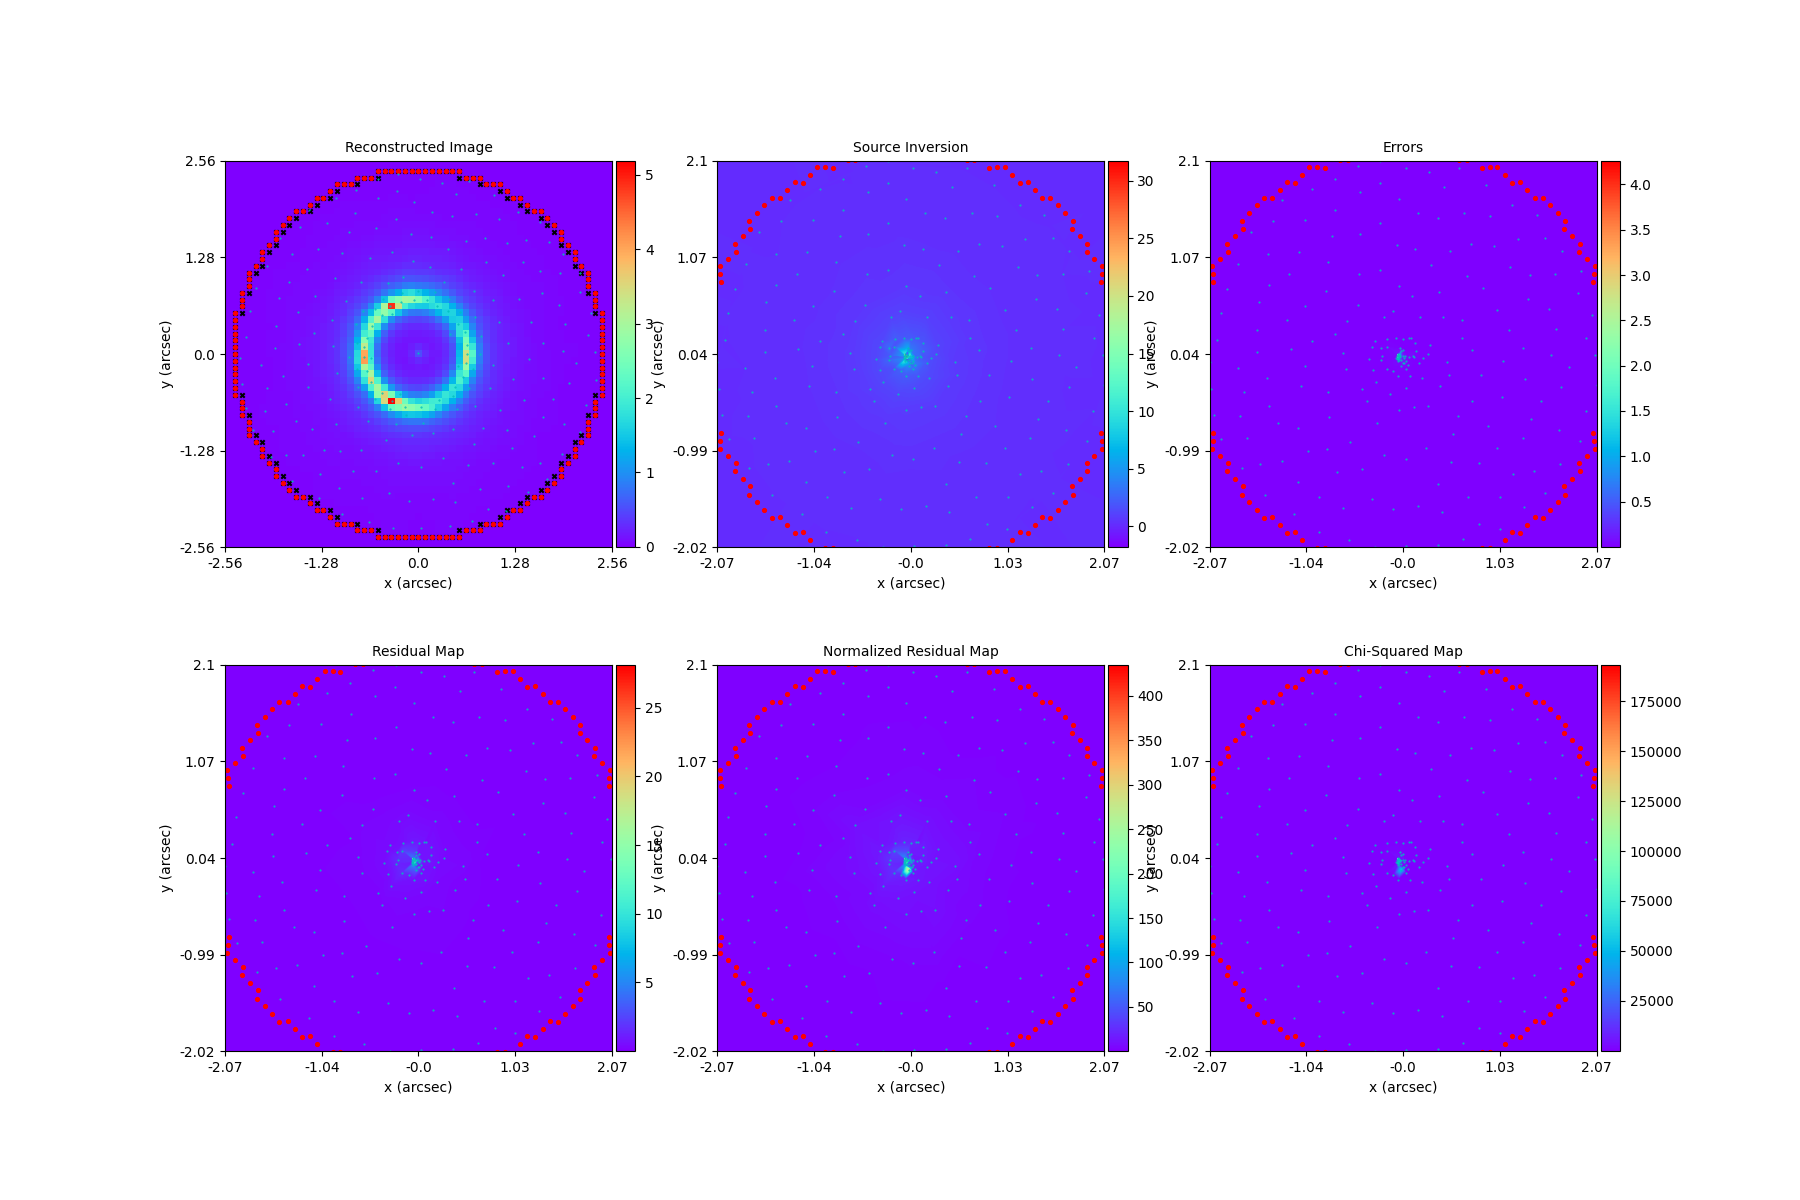 Reconstructed Image
2.56
1.28
0.0
-1.28
-2.56
-2.56 -1.28 0.0 1.28 2.56
x (arcsec)
y (arcsec)
5
4
3
2
1
0
Source Inversion
2.1
1.07
0.04
-0.99
-2.02
-2.07 -1.04 -0.0 1.03 2.07
x (arcsec)
y (arcsec)
30
25
20
15
10
5
0
Errors
2.1
1.07
0.04
-0.99
-2.02
-2.07 -1.04 -0.0 1.03 2.07
x (arcsec)
y (arcsec)
4.0
3.5
3.0
2.5
2.0
1.5
1.0
0.5
Residual Map
2.1
1.07
0.04
-0.99
-2.02
-2.07 -1.04 -0.0 1.03 2.07
x (arcsec)
y (arcsec)
25
20
15
10
5
Normalized Residual Map
2.1
1.07
0.04
-0.99
-2.02
-2.07 -1.04 -0.0 1.03 2.07
x (arcsec)
y (arcsec)
400
350
300
250
200
150
100
50
Chi-Squared Map
2.1
1.07
0.04
-0.99
-2.02
-2.07 -1.04 -0.0 1.03 2.07
x (arcsec)
y (arcsec)
175000
150000
125000
100000
75000
50000
25000